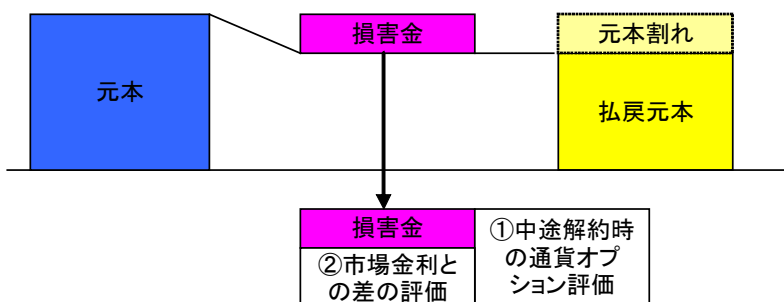 損害金
元本割れ
元本
払戻元本
損害金
②市場金利と
の差の評価
①中途解約時
の通貨オプ
ション評価